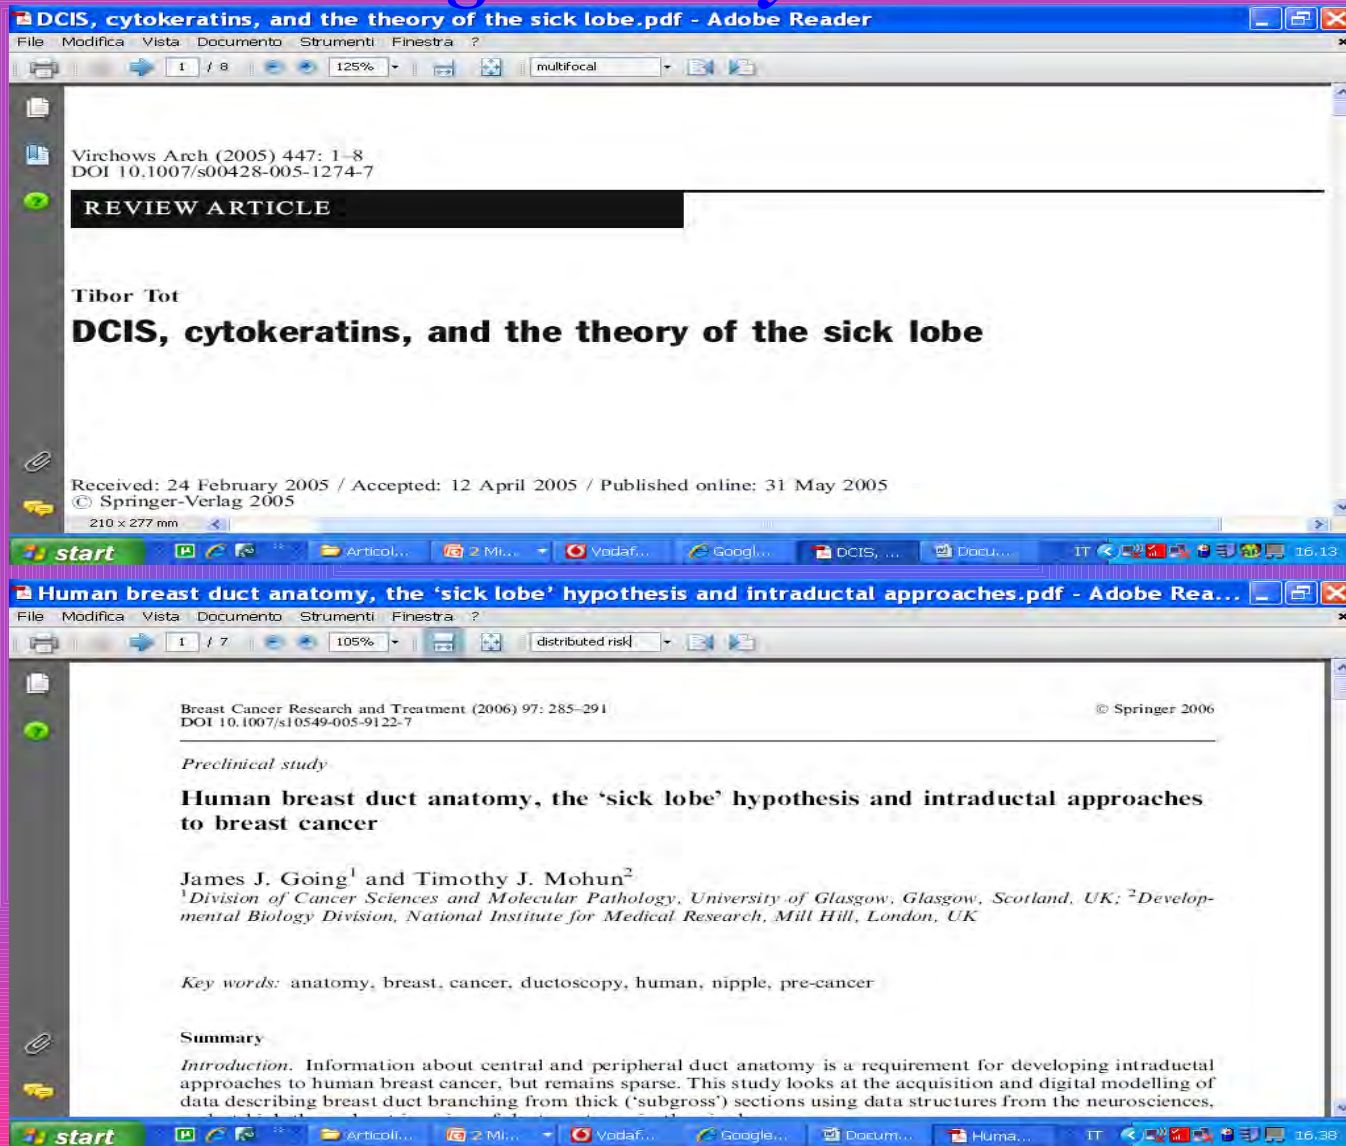 DCIS, cytokeratins, and the theory of the sick lobe.pdf - Adobe Reader
File Modifica Vista Documento Strumenti Finestra ?
1 / 8 125% multifocal
Virchows Arch (2005) 447: 1–8
DOI 10.1007/s00428-005-1274-7
REVIEW ARTICLE
Tibor Tot
DCIS, cytokeratins, and the theory of the sick lobe
Received: 24 February 2005 / Accepted: 12 April 2005 / Published online: 31 May 2005
© Springer-Verlag 2005
210 x 277 mm
start Articol... 2 Mi... Vodaf... Googl... DCIS, ... Docu... IT 16.13
Human breast duct anatomy, the ‘sick lobe’ hypothesis and intraductal approaches.pdf - Adobe Rea...
File Modifica Vista Documento Strumenti Finestra ?
1 / 7 105% distributed risk
Breast Cancer Research and Treatment (2006) 97: 285–291 © Springer 2006
DOI 10.1007/s10549-005-9122-7
Preclinical study
Human breast duct anatomy, the ‘sick lobe’ hypothesis and intraductal approaches
to breast cancer
James J. Going1 and Timothy J. Mohun2
1Division of Cancer Sciences and Molecular Pathology, University of Glasgow, Glasgow, Scotland, UK; 2Develop-
mental Biology Division, National Institute for Medical Research, Mill Hill, London, UK
Key words: anatomy, breast, cancer, ductoscopy, human, nipple, pre-cancer
Summary
Introduction. Information about central and peripheral duct anatomy is a requirement for developing intraductal
approaches to human breast cancer, but remains sparse. This study looks at the acquisition and digital modelling of
data describing breast duct branching from thick (‘subgross’) sections using data structures from the neurosciences,
start Articoli... 2 Mi... Vodaf... Google... Docum... Huma... IT 16.38